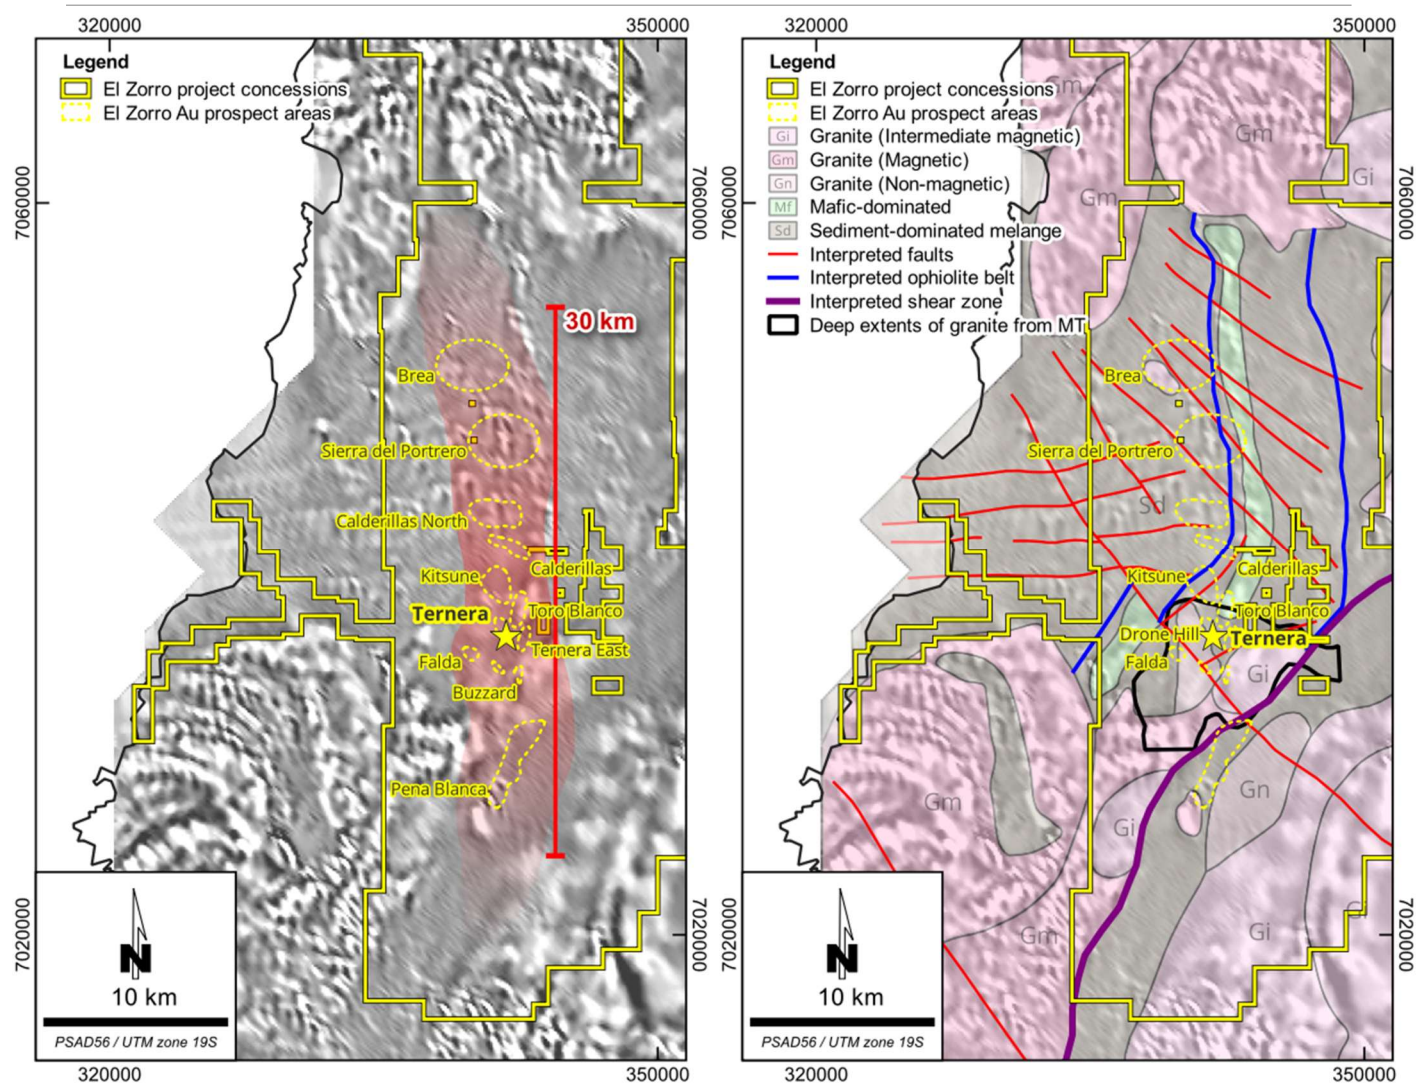 320000
350000
Legend
El Zorro project concessions
El Zorro Au prospect areas
7060000
7060000
30 km
Brea
Sierra del Portrero
Calderillas North
Calderillas
Kitsune
Ternera
Toro Blanco
Ternera East
Falda
Buzzard
Pena Blanca
7020000
7020000
N
10 km
PSAD56 / UTM zone 19S
320000
350000
320000
350000
Legend
El Zorro project concessions
El Zorro Au prospect areas
Gi Granite (Intermediate magnetic)
Gm Granite (Magnetic)
Gn Granite (Non-magnetic)
Mf Mafic-dominated
Sd Sediment-dominated melange
Interpreted faults
Interpreted ophiolite belt
Interpreted shear zone
Deep extents of granite from MT
Gm
Gm
Gi
Gm
7060000
7060000
Brea
Sierra del Portrero
Sd
Calderillas
Kitsune
Toro Blanco
Drone Hill
Ternera
Falda
Gi
Gn
Gm
Gi
Gi
Gi
Gm
7020000
7020000
N
10 km
PSAD56 / UTM zone 19S
320000
350000